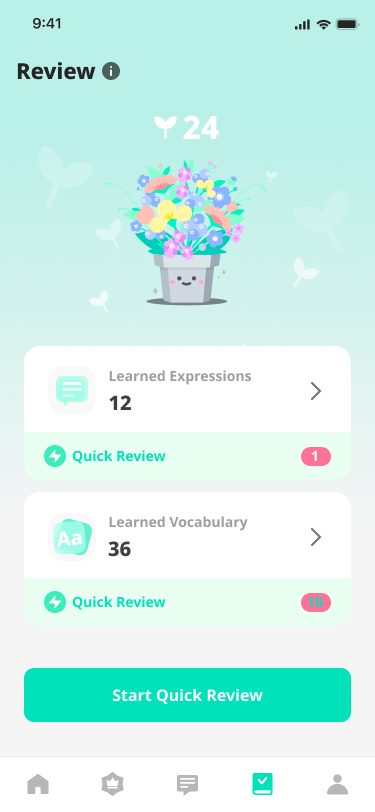 9:41
Review
24
Learned Expressions
12
Quick Review
1
Learned Vocabulary
Aa
36
Quick Review
10
Start Quick Review